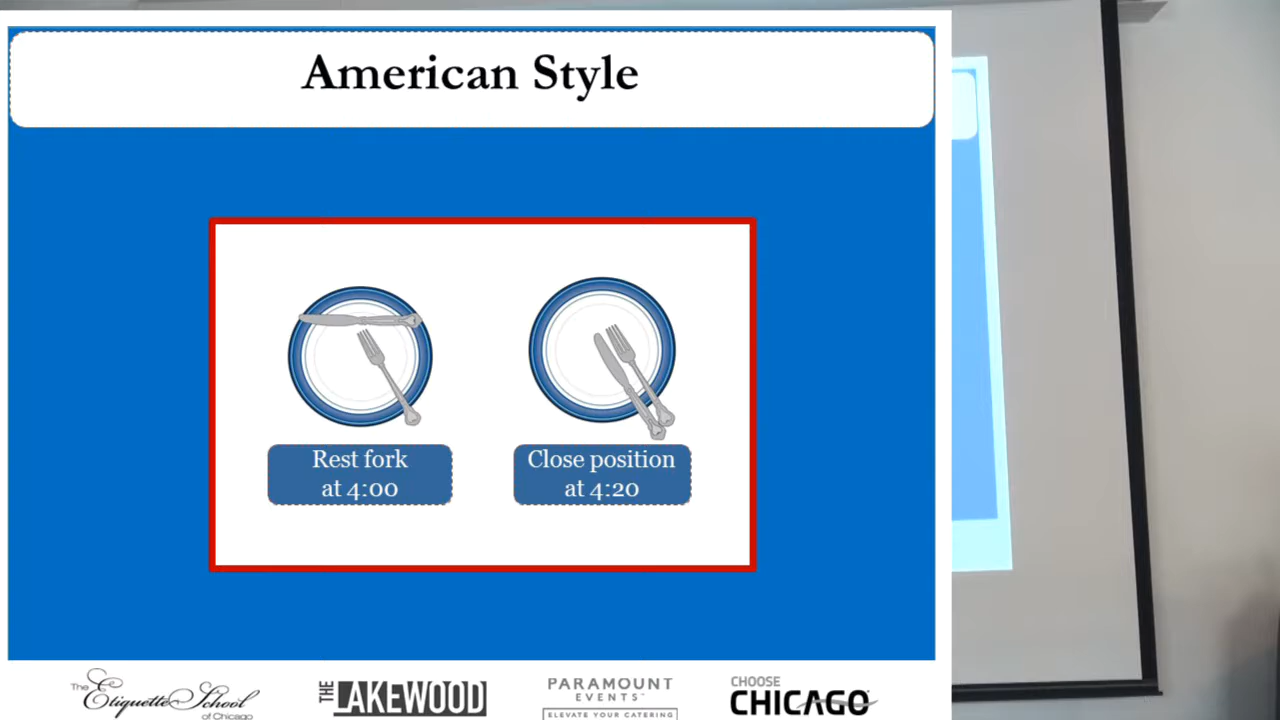 American Style
Rest fork
at 4:00
Close position
at 4:20
The
Etiquette School
of Chicago
THE
LAKEWOOD
PARAMOUNT
EVENTS
ELEVATE YOUR CATERING
CHOOSE
CHICAGO